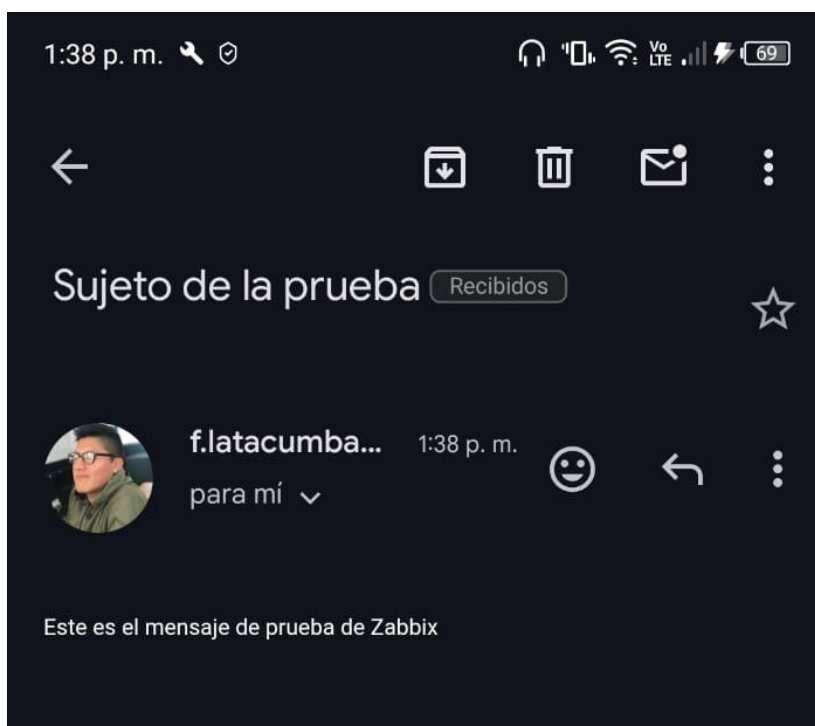 1:38 p. m. Vo LTE 69
Sujeto de la prueba Recibidos
f.latacumba... 1:38 p. m.
para mí
Este es el mensaje de prueba de Zabbix